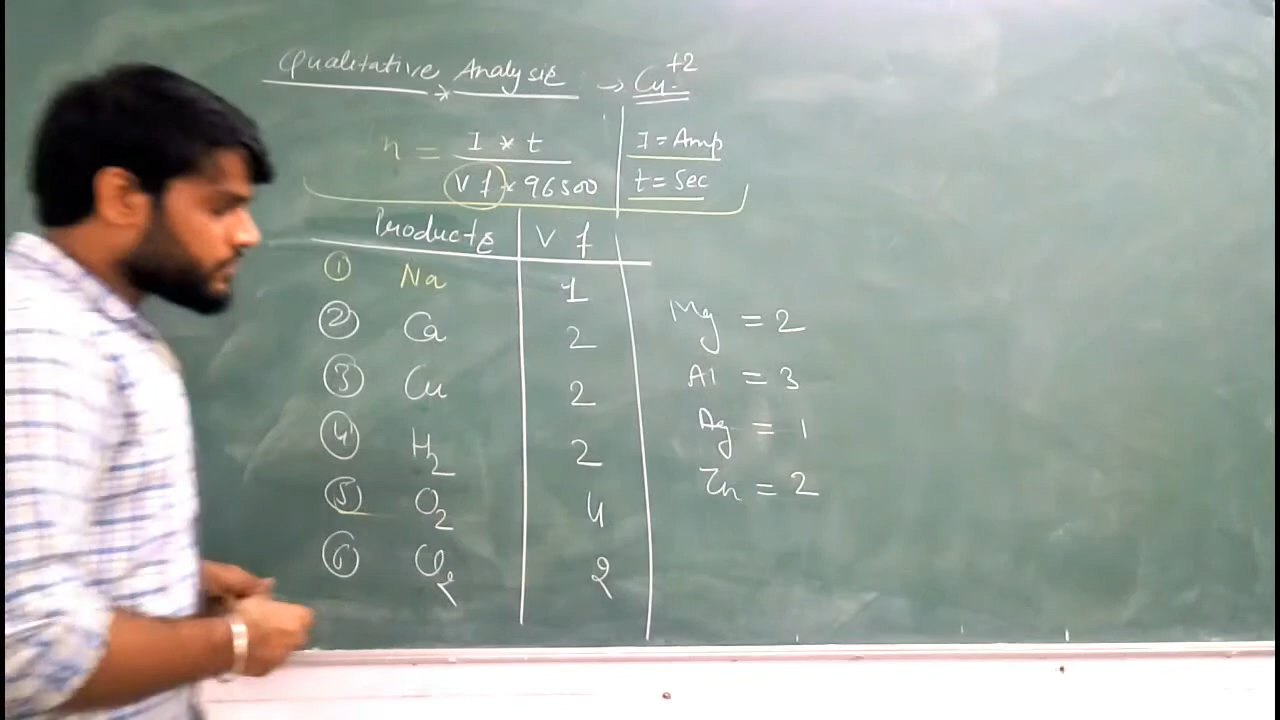 Qualitative Analysis → Cu+2
n = I * t / v f * 96500
I = Amp
t = Sec
Products v f
① Na 1
② Ca 2
③ Cu 2
④ H2 2
⑤ O2 4
⑥ Cl2 2
Mg = 2
Al = 3
Ag = 1
Zn = 2